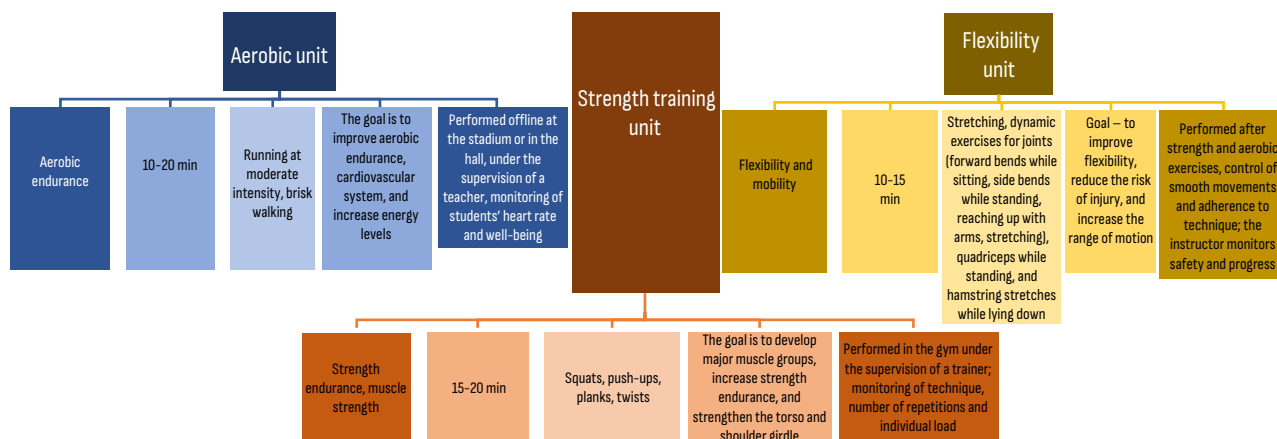 Aerobic unit
Aerobic
endurance
10-20 min
Running at
moderate
intensity, brisk
walking
The goal is to
improve aerobic
endurance,
cardiovascular
system, and
increase energy
levels
Performed offline at
the stadium or in the
hall, under the
supervision of a
teacher, monitoring of
students’ heart rate
and well-being
Strength training
unit
Strength
endurance, muscle
strength
15-20 min
Squats, push-ups,
planks, twists
The goal is to develop
major muscle groups,
increase strength
endurance, and
strengthen the torso and
shoulder girdle
Performed in the gym under
the supervision of a trainer;
monitoring of technique,
number of repetitions and
individual load
Flexibility
unit
Flexibility and
mobility
10-15
min
Stretching, dynamic
exercises for joints
(forward bends while
sitting, side bends
while standing,
reaching up with
arms, stretching),
quadriceps while
standing, and
hamstring stretches
while lying down
Goal – to
improve flexibility,
reduce the risk
of injury, and
increase the
range of motion
Performed after
strength and aerobic
exercises, control of
smooth movements
and adherence to
technique; the
instructor monitors
safety and progress